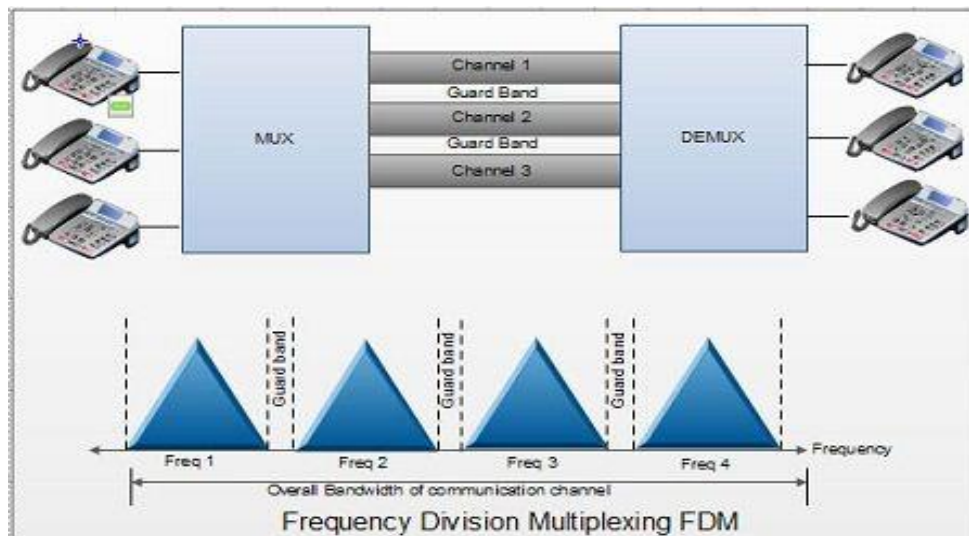 Channel 1
Guard Band
Channel 2
MUX
DEMUX
Guard Band
Channel 3
Guard band
Guard band
Guard band
Frequency
Freq 1
Freq 2
Freq 3
Freq 4
Overall Bandwidth of communication channel
Frequency Division Multiplexing FDM